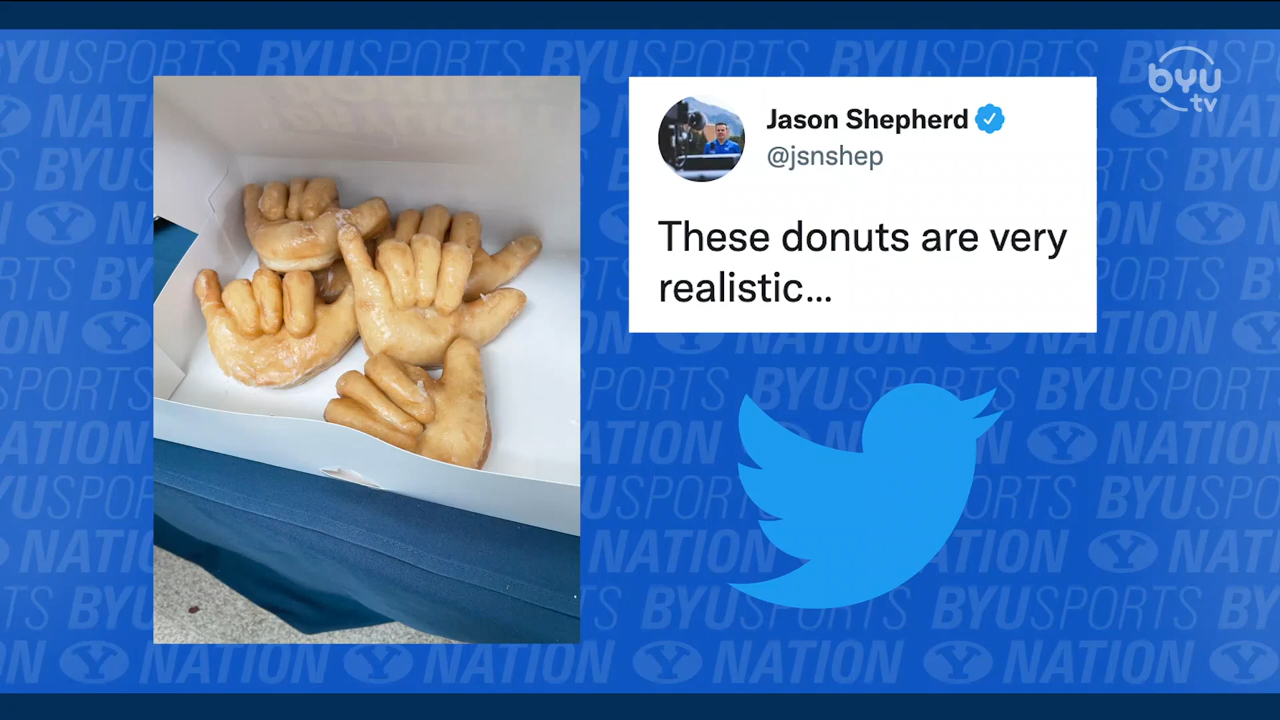 byu
tv
Jason Shepherd
@jsnshep
These donuts are very
realistic...
BYUSPORTS
NATION